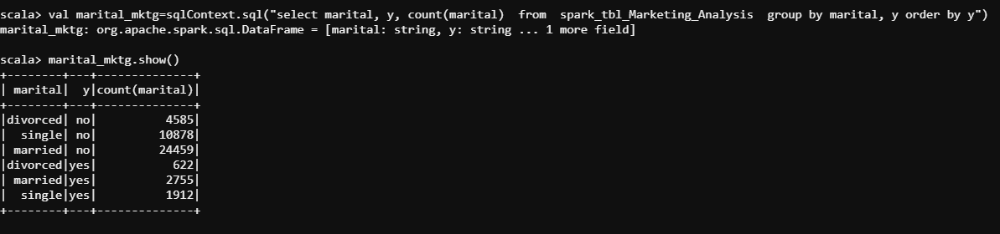 scala> val marital_mktg=sqlContext.sql("select marital, y, count(marital)  from  spark_tbl_Marketing_Analysis  group by marital, y order by y")
marital_mktg: org.apache.spark.sql.DataFrame = [marital: string, y: string ... 1 more field]
scala> marital_mktg.show()
+--------+---+--------------+
| marital|  y|count(marital)|
+--------+---+--------------+
|divorced| no|          4585|
|  single| no|         10878|
| married| no|         24459|
|divorced|yes|           622|
| married|yes|          2755|
|  single|yes|          1912|
+--------+---+--------------+